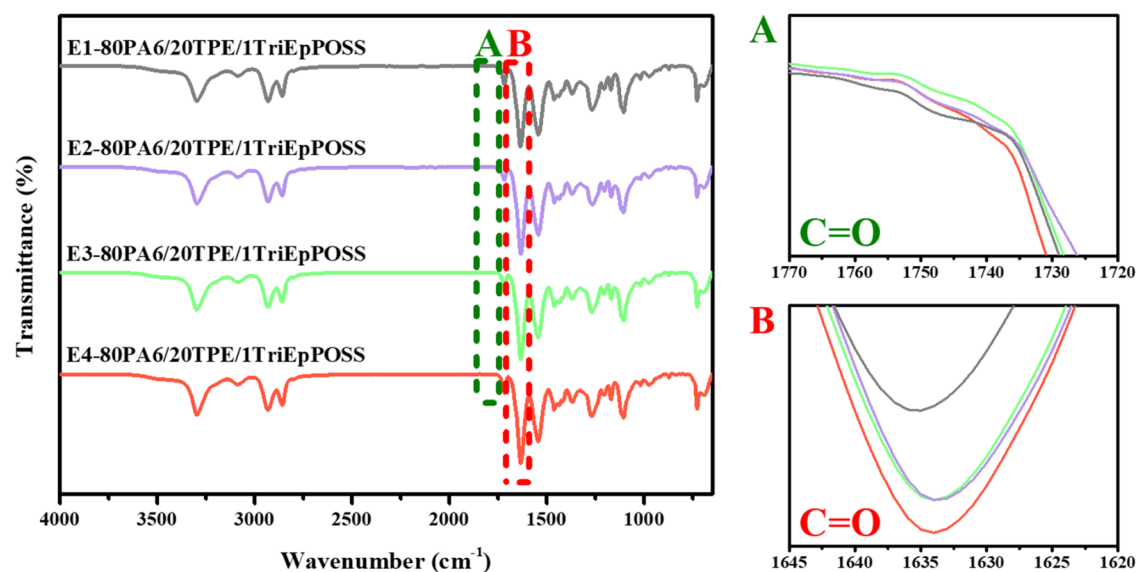 E1-80PA6/20TPE/1TriEpPOSS
A B
E2-80PA6/20TPE/1TriEpPOSS
E3-80PA6/20TPE/1TriEpPOSS
E4-80PA6/20TPE/1TriEpPOSS
Transmittance (%)
4000 3500 3000 2500 2000 1500 1000
Wavenumber (cm⁻¹)
A
C=O
1770 1760 1750 1740 1730 1720
B
C=O
1645 1640 1635 1630 1625 1620